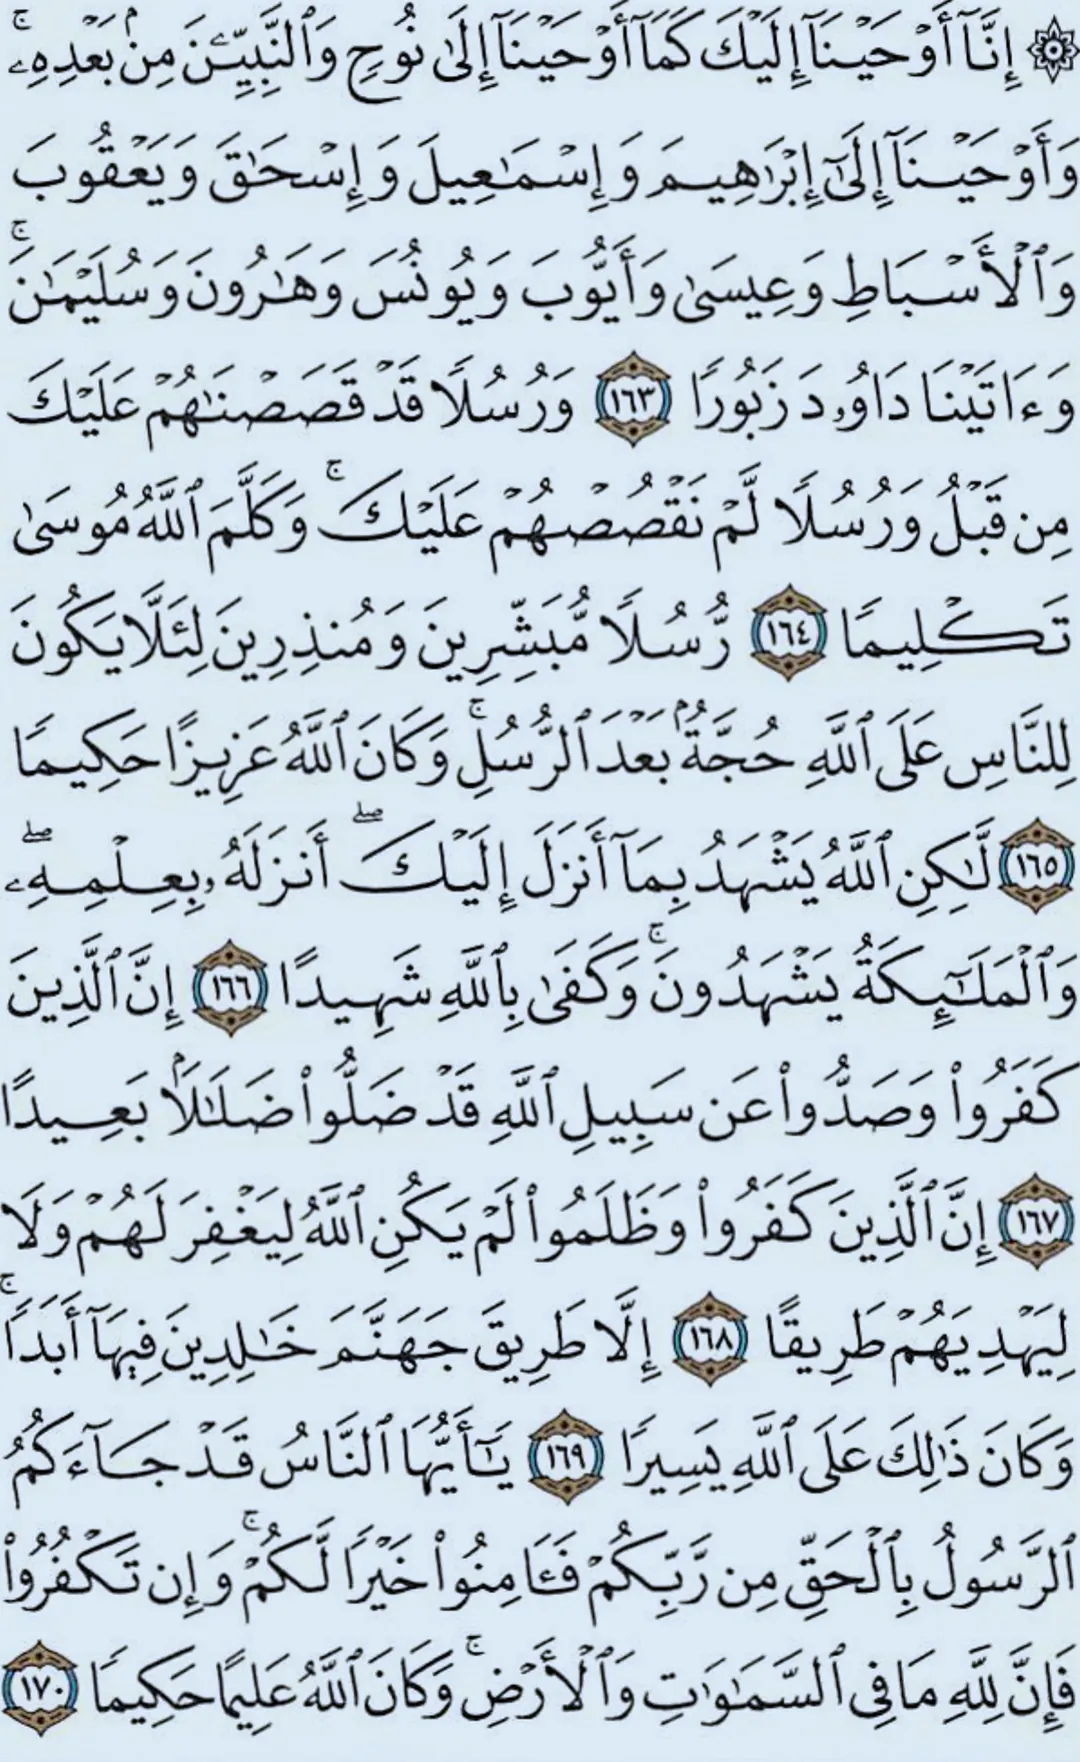 ۞ إِنَّآ أَوْحَيْنَآ إِلَيْكَ كَمَآ أَوْحَيْنَآ إِلَىٰ نُوحٍ وَٱلنَّبِيِّـۧنَ مِنۢ بَعْدِهِۦۚ
وَأَوْحَيْنَآ إِلَىٰٓ إِبْرَٰهِيمَ وَإِسْمَٰعِيلَ وَإِسْحَٰقَ وَيَعْقُوبَ
وَٱلْأَسْبَاطِ وَعِيسَىٰ وَأَيُّوبَ وَيُونُسَ وَهَٰرُونَ وَسُلَيْمَٰنَۚ
وَءَاتَيْنَا دَاوُۥدَ زَبُورًا ١٦٣ وَرُسُلًا قَدْ قَصَصْنَٰهُمْ عَلَيْكَ
مِن قَبْلُ وَرُسُلًا لَّمْ نَقْصُصْهُمْ عَلَيْكَۚ وَكَلَّمَ ٱللَّهُ مُوسَىٰ
تَكْلِيمًا ١٦٤ رُّسُلًا مُّبَشِّرِينَ وَمُنذِرِينَ لِئَلَّا يَكُونَ
لِلنَّاسِ عَلَى ٱللَّهِ حُجَّةٌۢ بَعْدَ ٱلرُّسُلِۚ وَكَانَ ٱللَّهُ عَزِيزًا حَكِيمًا
١٦٥ لَّٰكِنِ ٱللَّهُ يَشْهَدُ بِمَآ أَنزَلَ إِلَيْكَۖ أَنزَلَهُۥ بِعِلْمِهِۦۖ
وَٱلْمَلَٰٓئِكَةُ يَشْهَدُونَۚ وَكَفَىٰ بِٱللَّهِ شَهِيدًا ١٦٦ إِنَّ ٱلَّذِينَ
كَفَرُوا۟ وَصَدُّوا۟ عَن سَبِيلِ ٱللَّهِ قَدْ ضَلُّوا۟ ضَلَٰلًۢا بَعِيدًا
١٦٧ إِنَّ ٱلَّذِينَ كَفَرُوا۟ وَظَلَمُوا۟ لَمْ يَكُنِ ٱللَّهُ لِيَغْفِرَ لَهُمْ وَلَا
لِيَهْدِيَهُمْ طَرِيقًا ١٦٨ إِلَّا طَرِيقَ جَهَنَّمَ خَٰلِدِينَ فِيهَآ أَبَدًاۚ
وَكَانَ ذَٰلِكَ عَلَى ٱللَّهِ يَسِيرًا ١٦٩ يَٰٓأَيُّهَا ٱلنَّاسُ قَدْ جَآءَكُمُ
ٱلرَّسُولُ بِٱلْحَقِّ مِن رَّبِّكُمْ فَـَٔامِنُوا۟ خَيْرًا لَّكُمْۚ وَإِن تَكْفُرُوا۟
فَإِنَّ لِلَّهِ مَا فِى ٱلسَّمَٰوَٰتِ وَٱلْأَرْضِۚ وَكَانَ ٱللَّهُ عَلِيمًا حَكِيمًا ١٧٠